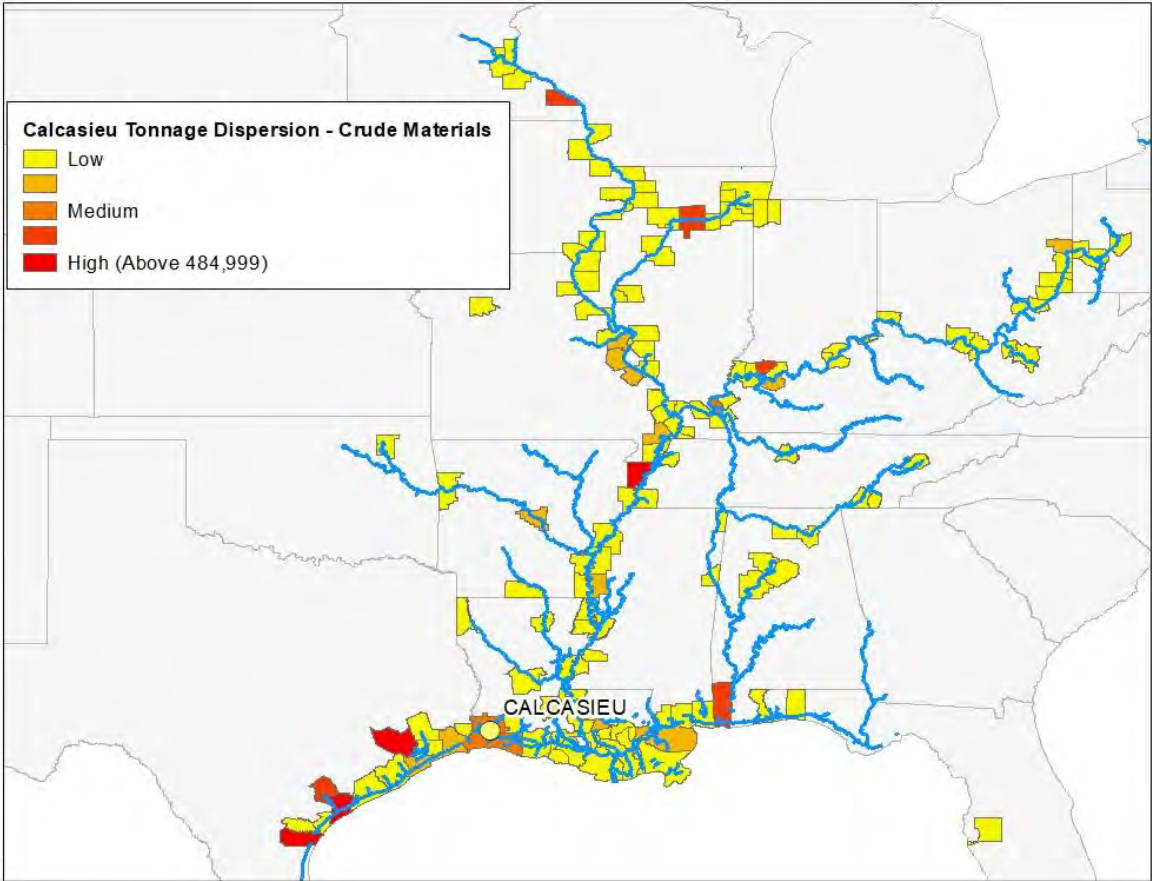 Calcasieu Tonnage Dispersion - Crude Materials
Low
Medium
High (Above 484,999)
CALCASIEU